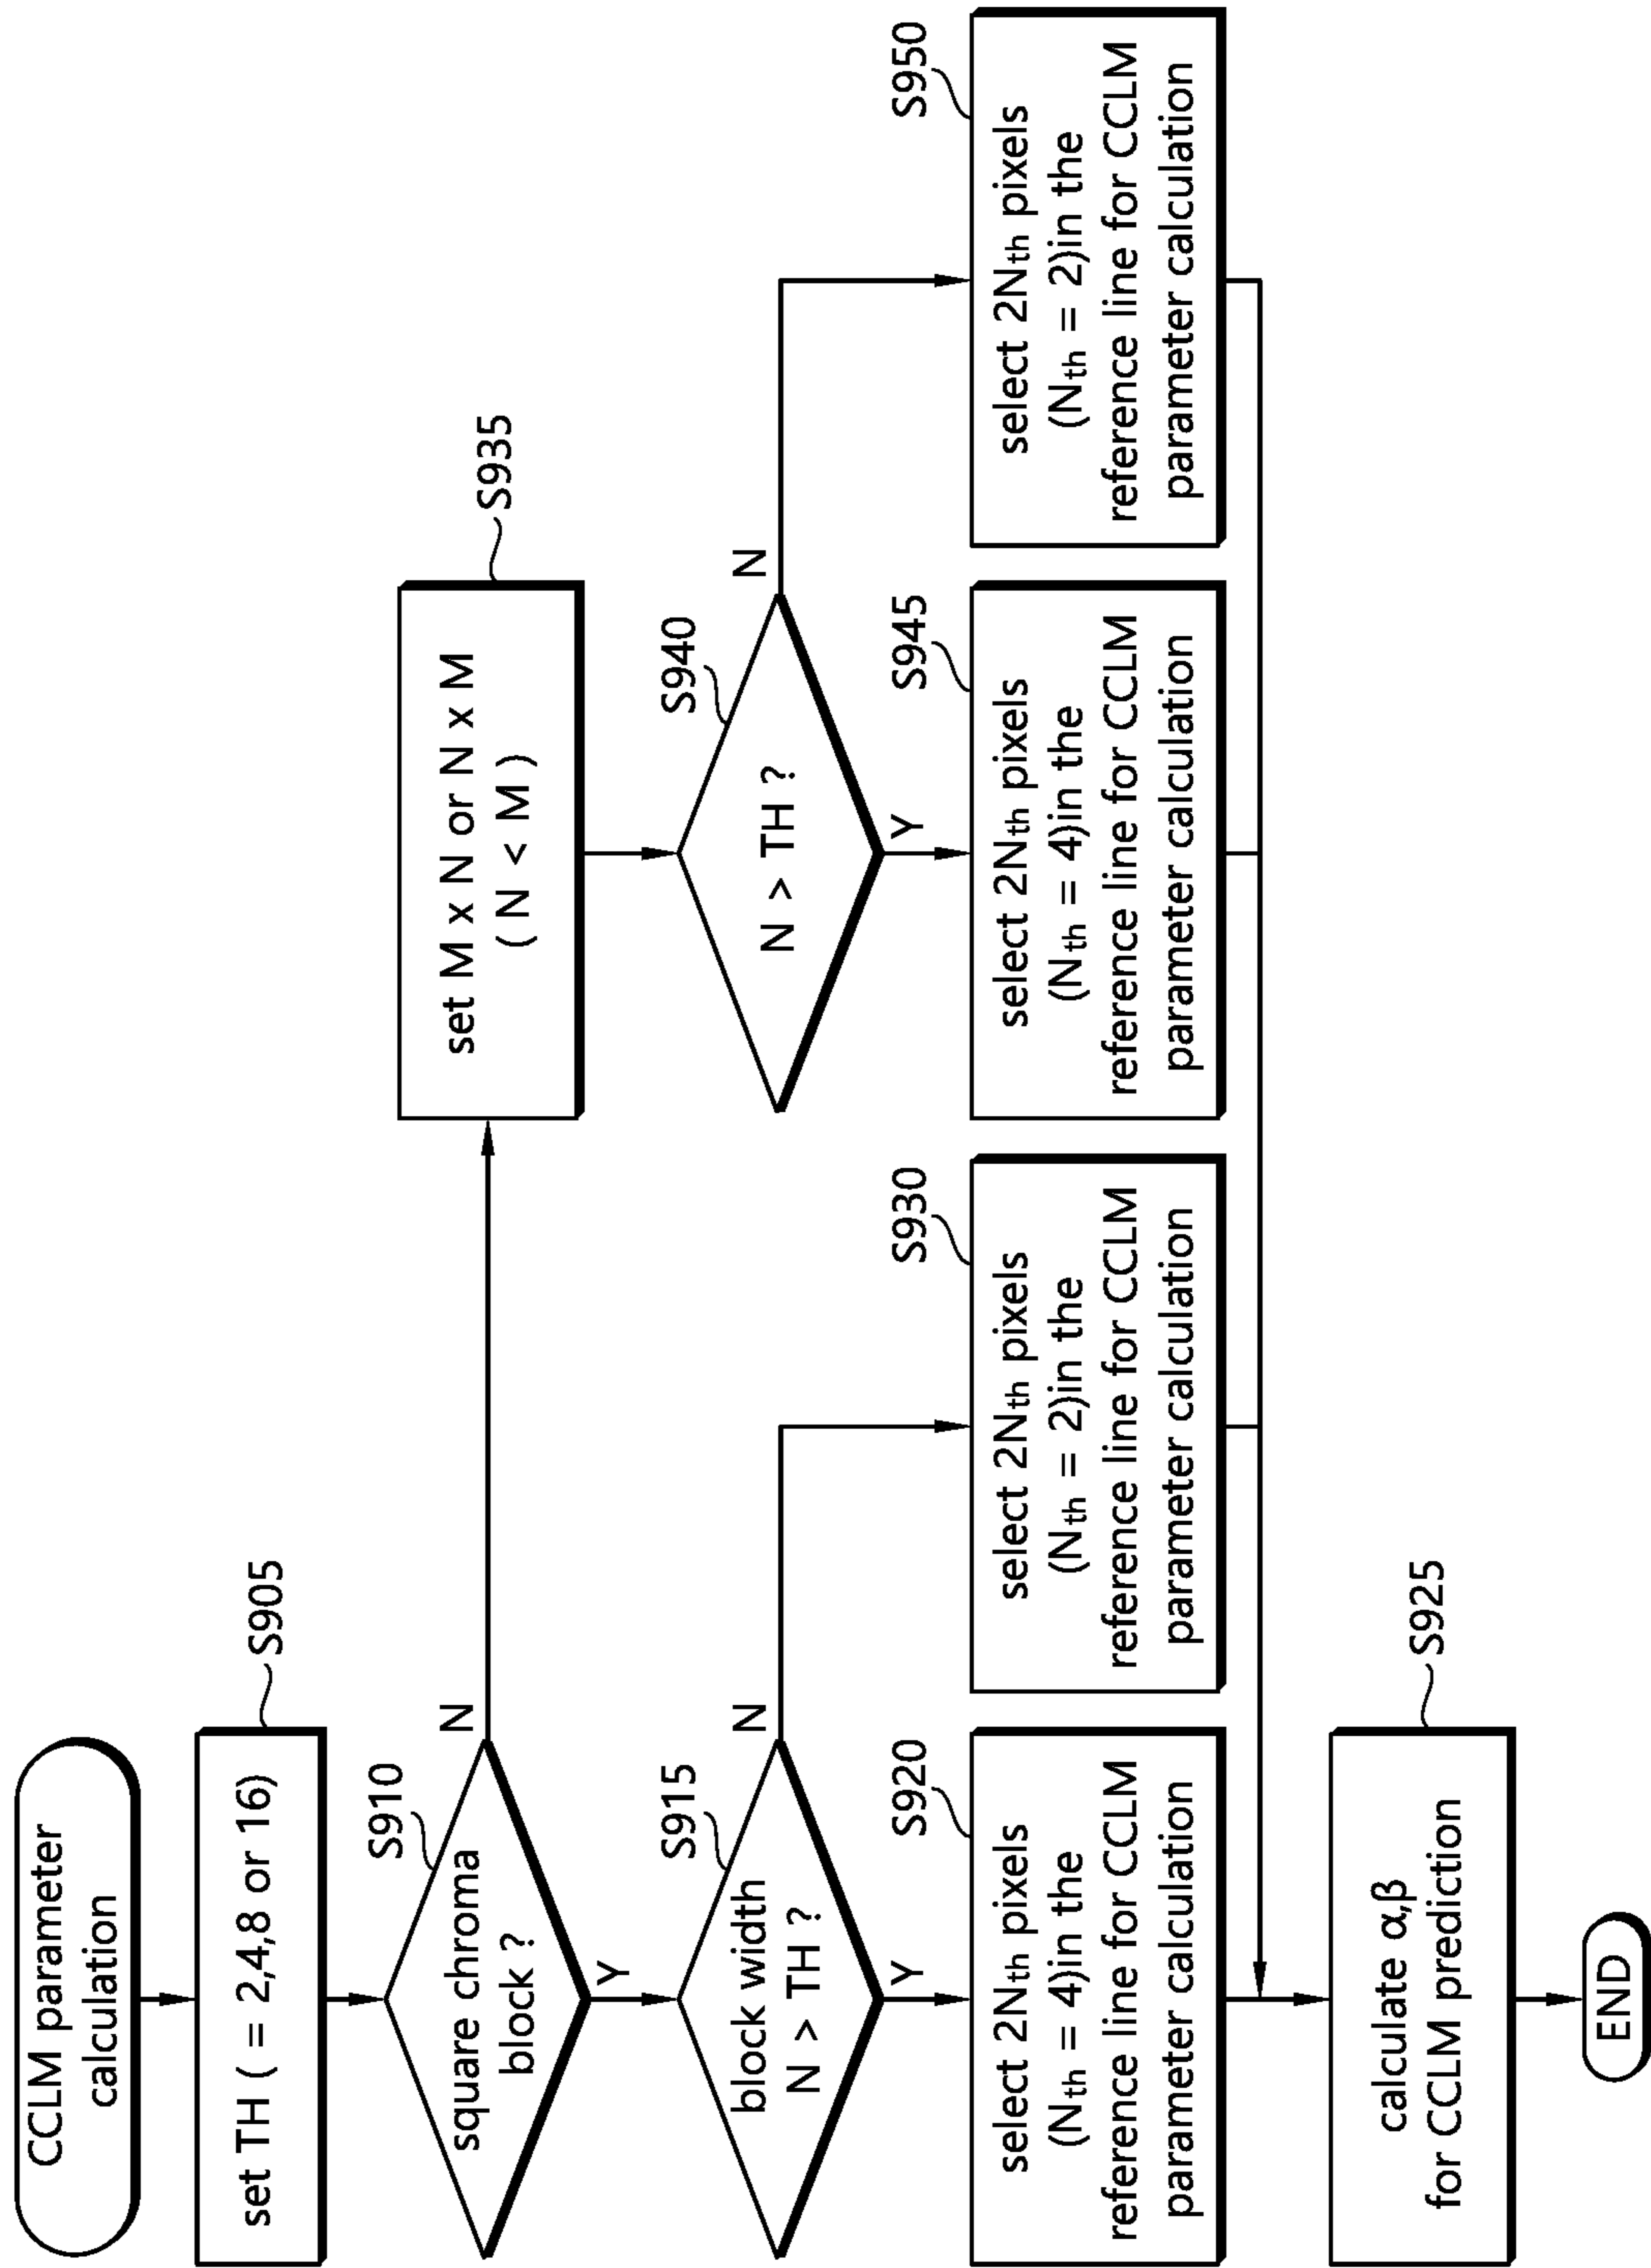 CCLM parameter
calculation
set TH ( = 2,4,8 or 16)
S905
square chroma
block ?
S910
N
Y
block width
N > TH ?
S915
N
Y
select 2Nth pixels
(Nth = 4)in the
reference line for CCLM
parameter calculation
S920
select 2Nth pixels
(Nth = 2)in the
reference line for CCLM
parameter calculation
S930
set M x N or N x M
( N < M )
S935
N > TH ?
S940
N
Y
select 2Nth pixels
(Nth = 4)in the
reference line for CCLM
parameter calculation
S945
select 2Nth pixels
(Nth = 2)in the
reference line for CCLM
parameter calculation
S950
calculate α,β
for CCLM prediction
S925
END